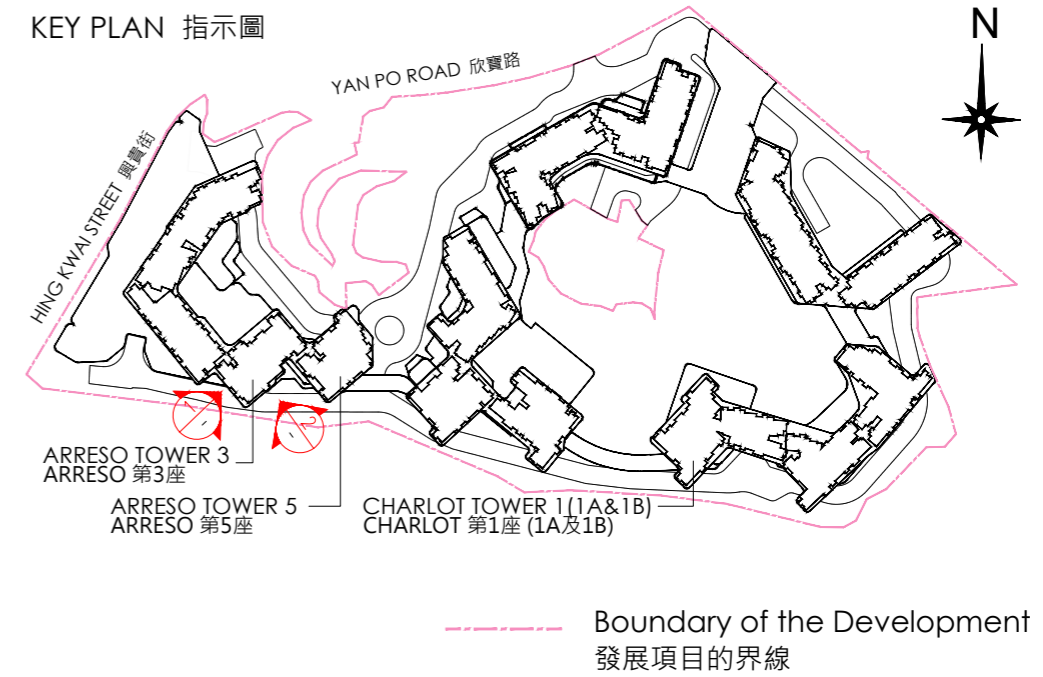 KEY PLAN 指示圖
N
YAN PO ROAD 欣寶路
HING KWAI STREET 興貴街
1
-
2
-
ARRESO TOWER 3
ARRESO 第3座
ARRESO TOWER 5
ARRESO 第5座
CHARLOT TOWER 1(1A&1B)
CHARLOT 第1座 (1A及1B)
Boundary of the Development
發展項目的界線